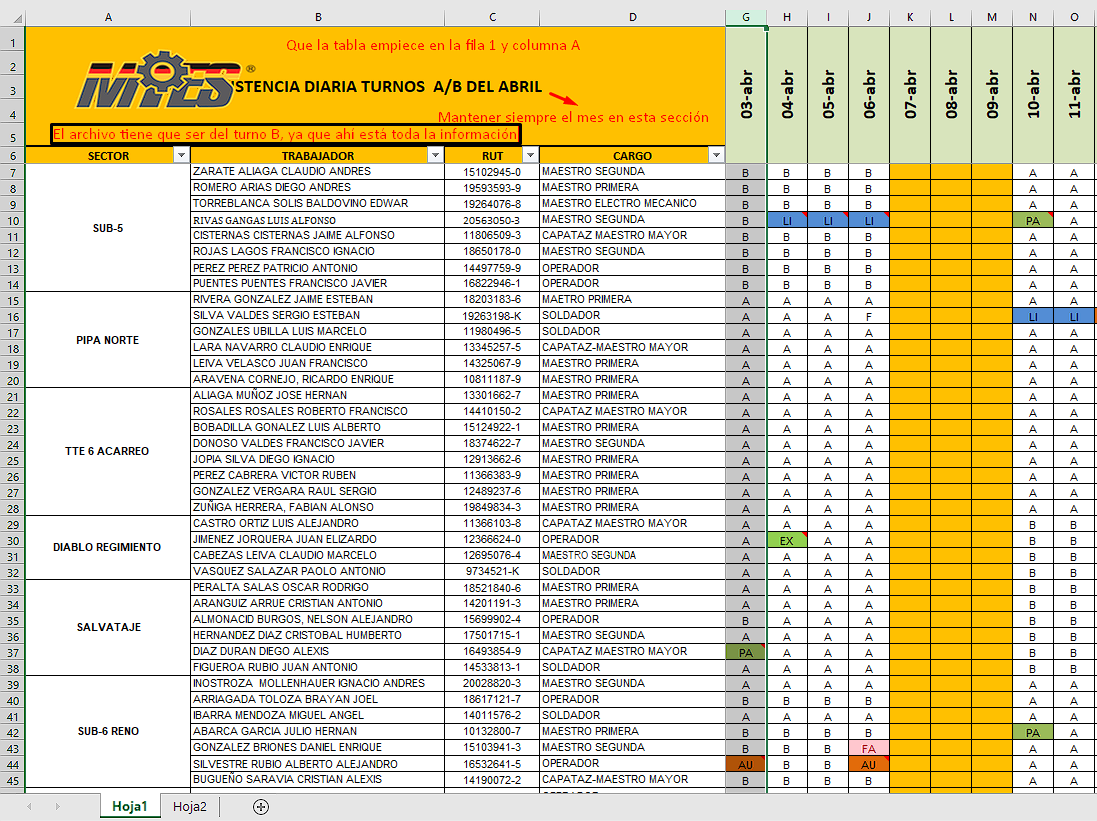 A B C D G H I J K L M N O
1 Que la tabla empiece en la fila 1 y columna A
2 MYES ®
3 ISTENCIA DIARIA TURNOS A/B DEL ABRIL 03-abr 04-abr 05-abr 06-abr 07-abr 08-abr 09-abr 10-abr 11-abr
4 Mantener siempre el mes en esta sección
5 El archivo tiene que ser del turno B, ya que ahí está toda la información
6 SECTOR TRABAJADOR RUT CARGO
7 ZARATE ALIAGA CLAUDIO ANDRES 15102945-0 MAESTRO SEGUNDA B B B B A A
8 ROMERO ARIAS DIEGO ANDRES 19593593-9 MAESTRO PRIMERA B B B B A A
9 TORREBLANCA SOLIS BALDOVINO EDWAR 19264076-8 MAESTRO ELECTRO MECANICO B B B B A A
10 SUB-5 RIVAS GANGAS LUIS ALFONSO 20563050-3 MAESTRO SEGUNDA B LI LI LI PA A
11 CISTERNAS CISTERNAS JAIME ALFONSO 11806509-3 CAPATAZ MAESTRO MAYOR B B B B A A
12 ROJAS LAGOS FRANCISCO IGNACIO 18650178-0 MAESTRO SEGUNDA B B B B A A
13 PEREZ PEREZ PATRICIO ANTONIO 14497759-9 OPERADOR B B B B A A
14 PUENTES PUENTES FRANCISCO JAVIER 16822946-1 OPERADOR B B B B A A
15 RIVERA GONZALEZ JAIME ESTEBAN 18203183-6 MAETRO PRIMERA A A A A A A
16 SILVA VALDES SERGIO ESTEBAN 19263198-K SOLDADOR A A A F LI LI
17 PIPA NORTE GONZALES UBILLA LUIS MARCELO 11980496-5 SOLDADOR A A A A A A
18 LARA NAVARRO CLAUDIO ENRIQUE 13345257-5 CAPATAZ-MAESTRO MAYOR A A A A A A
19 LEIVA VELASCO JUAN FRANCISCO 14325067-9 MAESTRO PRIMERA A A A A A A
20 ARAVENA CORNEJO, RICARDO ENRIQUE 10811187-9 MAESTRO PRIMERA A A A A A A
21 ALIAGA MUÑOZ JOSE HERNAN 13301662-7 MAESTRO PRIMERA A A A A A A
22 ROSALES ROSALES ROBERTO FRANCISCO 14410150-2 CAPATAZ MAESTRO MAYOR A A A A A A
23 BOBADILLA GONALEZ LUIS ALBERTO 15124922-1 MAESTRO PRIMERA A A A A A A
24 TTE 6 ACARREO DONOSO VALDES FRANCISCO JAVIER 18374622-7 MAESTRO SEGUNDA A A A A A A
25 JOPIA SILVA DIEGO IGNACIO 12913662-6 MAESTRO PRIMERA A A A A A A
26 PEREZ CABRERA VICTOR RUBEN 11366383-9 MAESTRO PRIMERA A A A A A A
27 GONZALEZ VERGARA RAUL SERGIO 12489237-6 MAESTRO PRIMERA A A A A A A
28 ZUÑIGA HERRERA, FABIAN ALONSO 19849834-3 MAESTRO PRIMERA A A A A A A
29 CASTRO ORTIZ LUIS ALEJANDRO 11366103-8 CAPATAZ MAESTRO MAYOR A A A A B B
30 DIABLO REGIMIENTO JIMENEZ JORQUERA JUAN ELIZARDO 12366624-0 OPERADOR A EX A A B B
31 CABEZAS LEIVA CLAUDIO MARCELO 12695076-4 MAESTRO SEGUNDA A A A A B B
32 VASQUEZ SALAZAR PAOLO ANTONIO 9734521-K SOLDADOR A A A A B B
33 PERALTA SALAS OSCAR RODRIGO 18521840-6 MAESTRO PRIMERA A A A A B B
34 ARANGUIZ ARRUE CRISTIAN ANTONIO 14201191-3 MAESTRO PRIMERA A A A A B B
35 SALVATAJE ALMONACID BURGOS, NELSON ALEJANDRO 15699902-4 OPERADOR B A A A B B
36 HERNANDEZ DIAZ CRISTOBAL HUMBERTO 17501715-1 MAESTRO SEGUNDA A A A A B B
37 DIAZ DURAN DIEGO ALEXIS 16493854-9 CAPATAZ MAESTRO MAYOR PA A A A B B
38 FIGUEROA RUBIO JUAN ANTONIO 14533813-1 SOLDADOR A A A A B B
39 INOSTROZA MOLLENHAUER IGNACIO ANDRES 20028820-3 MAESTRO SEGUNDA A A A A A A
40 ARRIAGADA TOLOZA BRAYAN JOEL 18617121-7 OPERADOR B B B B A A
41 IBARRA MENDOZA MIGUEL ANGEL 14011576-2 SOLDADOR A A A A A A
42 SUB-6 RENO ABARCA GARCIA JULIO HERNAN 10132800-7 MAESTRO PRIMERA B B B B PA A
43 GONZALEZ BRIONES DANIEL ENRIQUE 15103941-3 MAESTRO SEGUNDA B B B FA A A
44 SILVESTRE RUBIO ALBERTO ALEJANDRO 16532641-5 OPERADOR AU B B AU A A
45 BUGUEÑO SARAVIA CRISTIAN ALEXIS 14190072-2 CAPATAZ-MAESTRO MAYOR B B B B A A
Hoja1 Hoja2